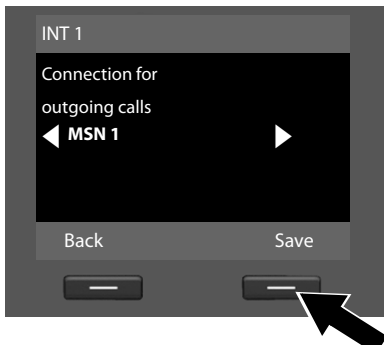 INT 1
Connection for
outgoing calls
MSN 1
Back Save